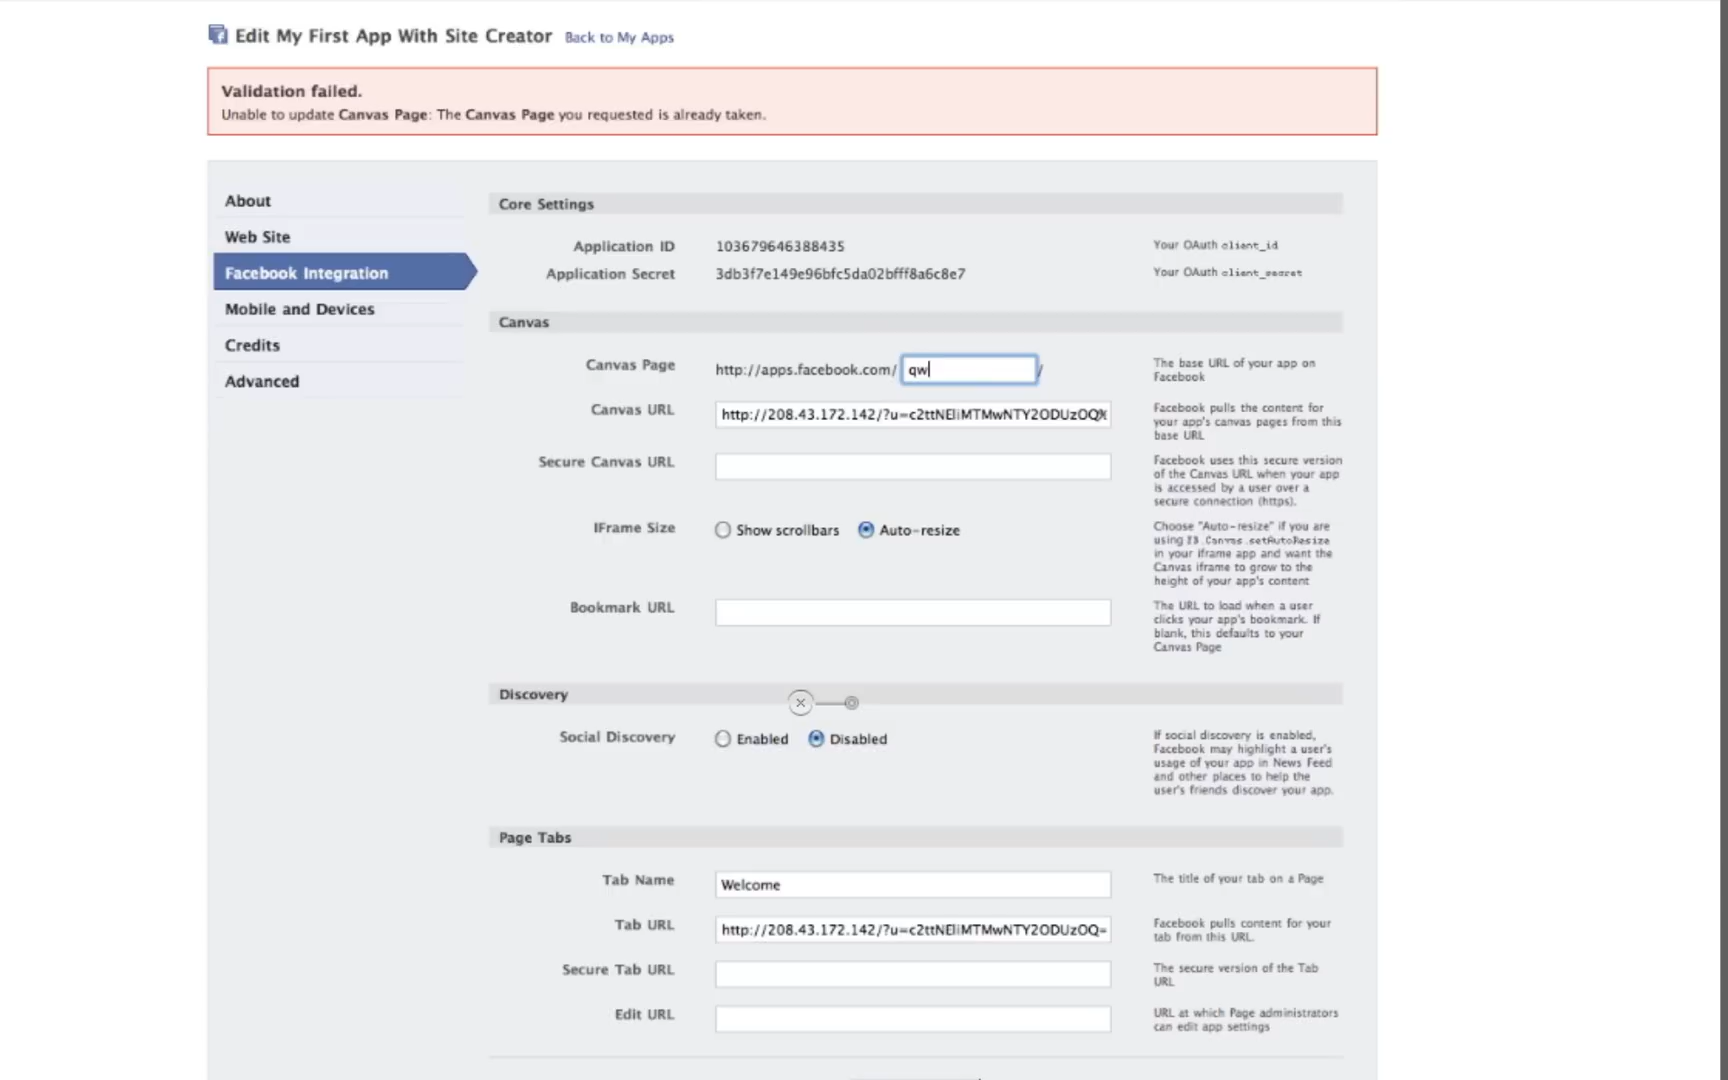 Edit My First App With Site Creator Back to My Apps
Validation failed.
Unable to update Canvas Page: The Canvas Page you requested is already taken.
About
Web Site
Facebook Integration
Mobile and Devices
Credits
Advanced
Core Settings
Application ID 103679646388435 Your OAuth client_id
Application Secret 3db3f7e149e96bfc5da02bfff8a6c8e7 Your OAuth client_secret
Canvas
Canvas Page http://apps.facebook.com/ qw /
The base URL of your app on
Facebook
Canvas URL http://208.43.172.142/?u=c2ttNEliMTMwNTY2ODUzOQ%
Facebook pulls the content for
your app's canvas pages from this
base URL
Secure Canvas URL
Facebook uses this secure version
of the Canvas URL when your app
is accessed by a user over a
secure connection (https).
IFrame Size Show scrollbars Auto-resize
Choose "Auto-resize" if you are
using FB.Canvas.setAutoResize
in your iframe app and want the
Canvas iframe to grow to the
height of your app's content
Bookmark URL
The URL to load when a user
clicks your app's bookmark. If
blank, this defaults to your
Canvas Page
Discovery
Social Discovery Enabled Disabled
If social discovery is enabled,
Facebook may highlight a user's
usage of your app in News Feed
and other places to help the
user's friends discover your app.
Page Tabs
Tab Name Welcome The title of your tab on a Page
Tab URL http://208.43.172.142/?u=c2ttNEliMTMwNTY2ODUzOQ=
Facebook pulls content for your
tab from this URL.
Secure Tab URL
The secure version of the Tab
URL
Edit URL
URL at which Page administrators
can edit app settings